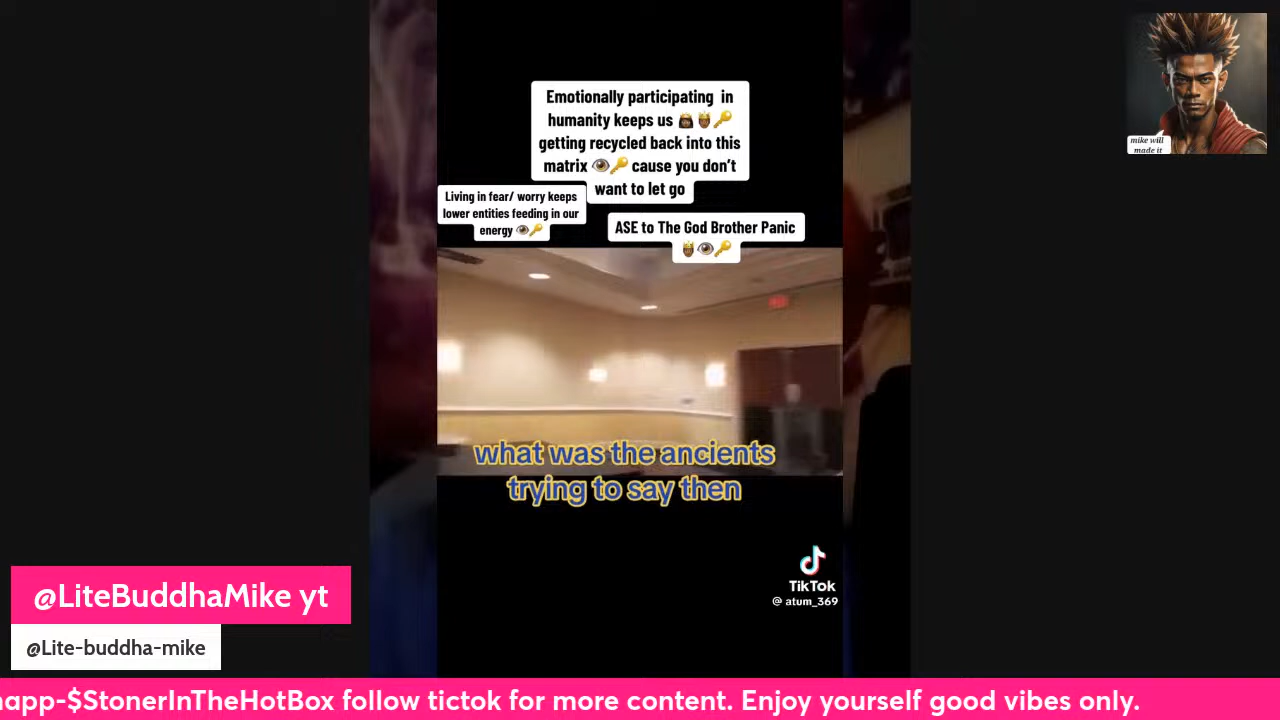 Emotionally participating in
humanity keeps us 👩🏾🤴🏾🔑
getting recycled back into this
matrix 👁️🔑 cause you don't
want to let go
Living in fear/ worry keeps
lower entities feeding in our
energy 👁️🔑
ASE to The God Brother Panic
🤴🏾👁️🔑
what was the ancients
trying to say then
TikTok
@ atum_369
mike will
made it
@LiteBuddhaMike yt
@Lite-buddha-mike
app-$StonerInTheHotBox follow tictok for more content. Enjoy yourself good vibes only.